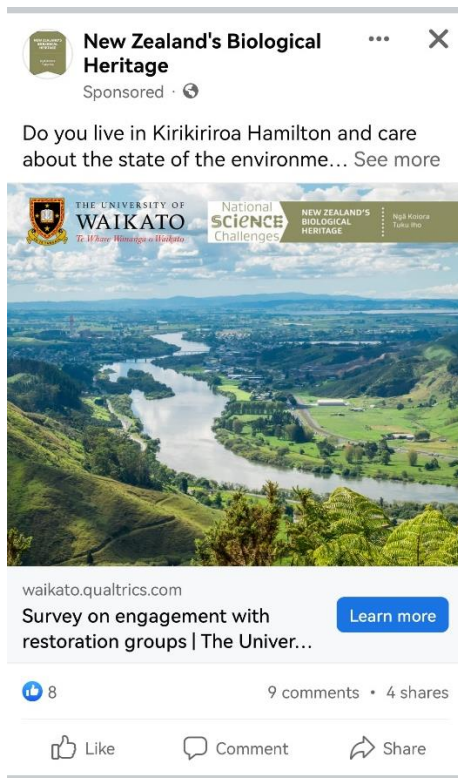 New Zealand's Biological
Heritage
Sponsored ·
Do you live in Kirikiriroa Hamilton and care
about the state of the environme... See more
THE UNIVERSITY OF
WAIKATO
Te Whare Wānanga o Waikato
National
SCiENCE
Challenges
NEW ZEALAND'S
BIOLOGICAL
HERITAGE
Ngā Koiora
Tuku Iho
waikato.qualtrics.com
Survey on engagement with
restoration groups | The Univer...
Learn more
8
9 comments • 4 shares
Like
Comment
Share